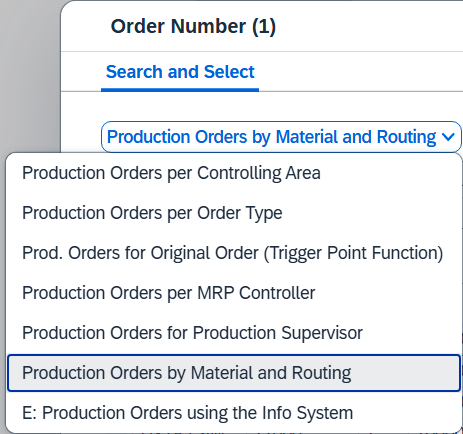 Order Number (1)
Search and Select
Production Orders by Material and Routing
Production Orders per Controlling Area
Production Orders per Order Type
Prod. Orders for Original Order (Trigger Point Function)
Production Orders per MRP Controller
Production Orders for Production Supervisor
Production Orders by Material and Routing
E: Production Orders using the Info System